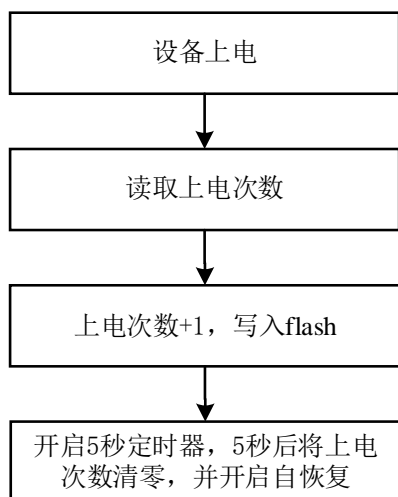 设备上电
读取上电次数
上电次数+1，写入flash
开启5秒定时器，5秒后将上电
次数清零，并开启自恢复